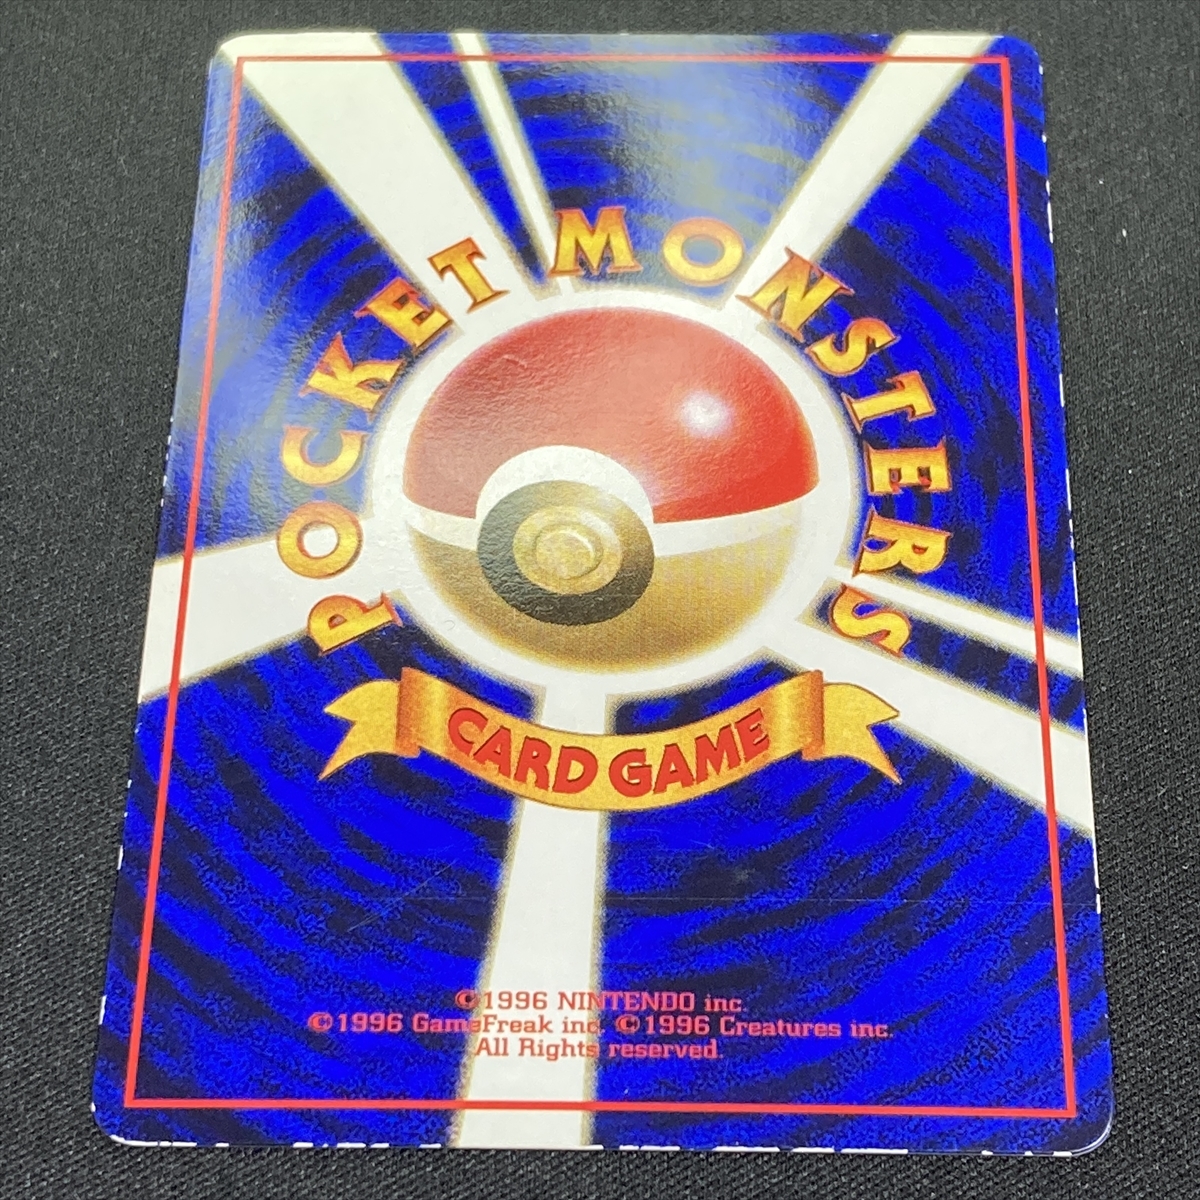 POCKET MONSTERS
CARD GAME
©1996 NINTENDO inc.
©1996 GameFreak inc. ©1996 Creatures inc.
All Rights reserved.